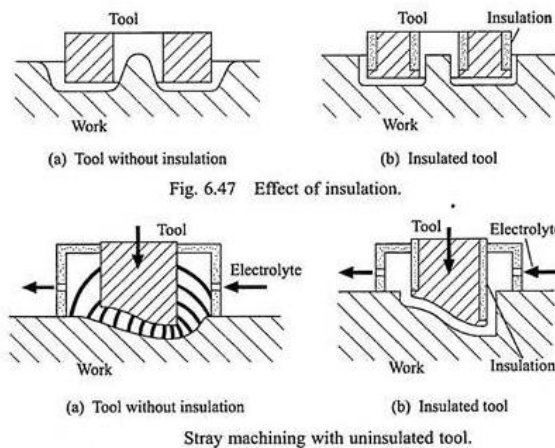 Tool
Work
(a) Tool without insulation
Tool
Insulation
Work
(b) Insulated tool
Fig. 6.47 Effect of insulation.
Tool
Electrolyte
Work
(a) Tool without insulation
Tool
Electrolyte
Work
Insulation
(b) Insulated tool
Stray machining with uninsulated tool.